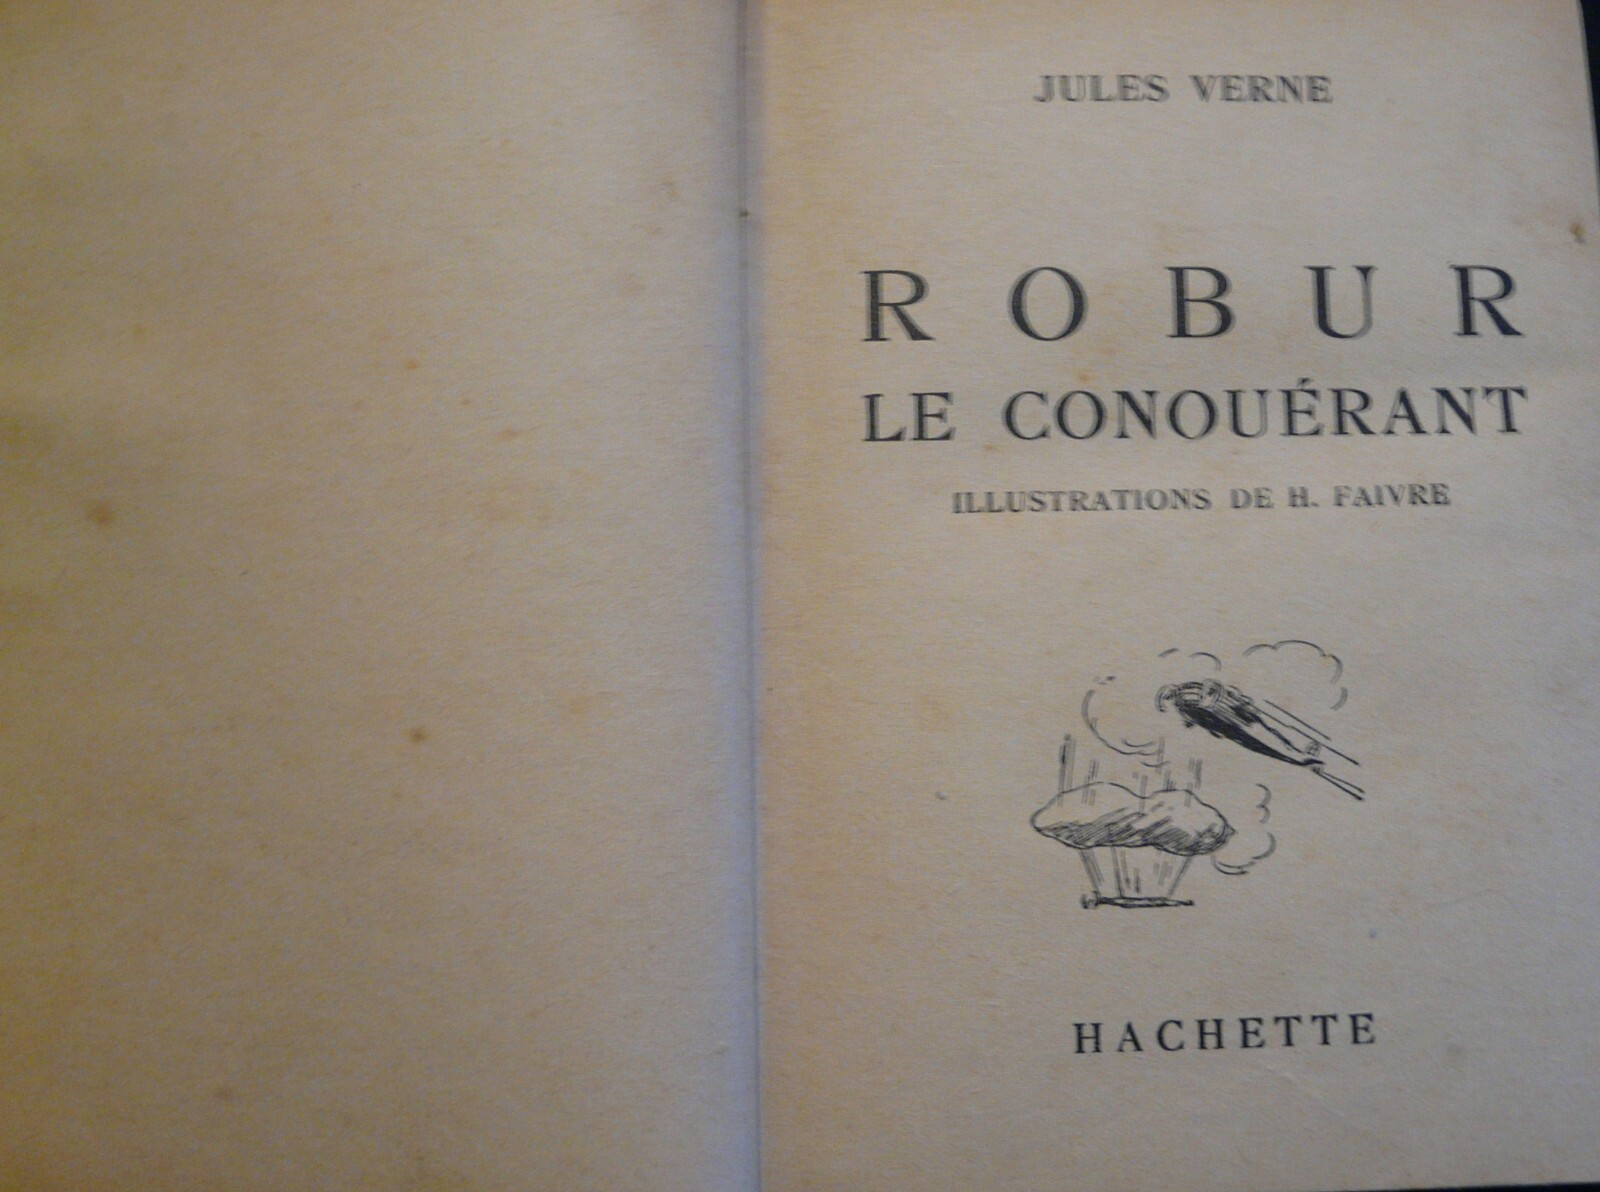 JULES VERNE
ROBUR
LE CONQUÉRANT
ILLUSTRATIONS DE H. FAIVRE
HACHETTE